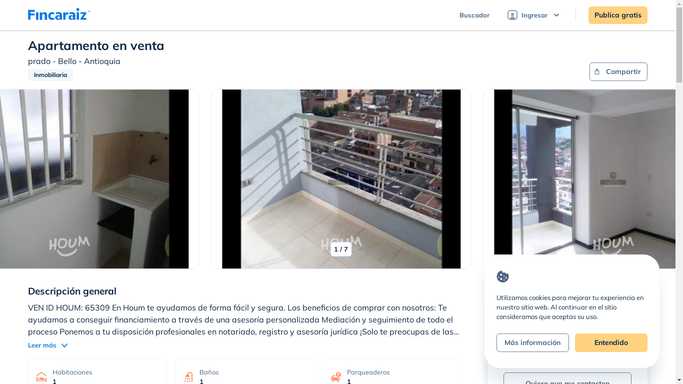 Fincaraiz
Buscador
Ingresar
Publica gratis
Apartamento en venta
prado - Bello - Antioquia
Inmobiliaria
Compartir
HOUM
HOUM
HOUM
1 / 7
Descripción general
VEN ID HOUM: 65309 En Houm te ayudamos de forma fácil y segura. Los beneficios de comprar con nosotros: Te
ayudamos a conseguir financiamiento a través de una asesoría personalizada Mediación y seguimiento de todo el
proceso Ponemos a tu disposición profesionales en notariado, registro y asesoría jurídica ¡Solo te preocupas de las...
Leer más
Habitaciones
1
Baños
1
Parqueaderos
1
Utilizamos cookies para mejorar tu experiencia en
nuestro sitio web. Al continuar en el sitio
consideramos que aceptas su uso.
Más información
Entendido
Quiero que me contacten